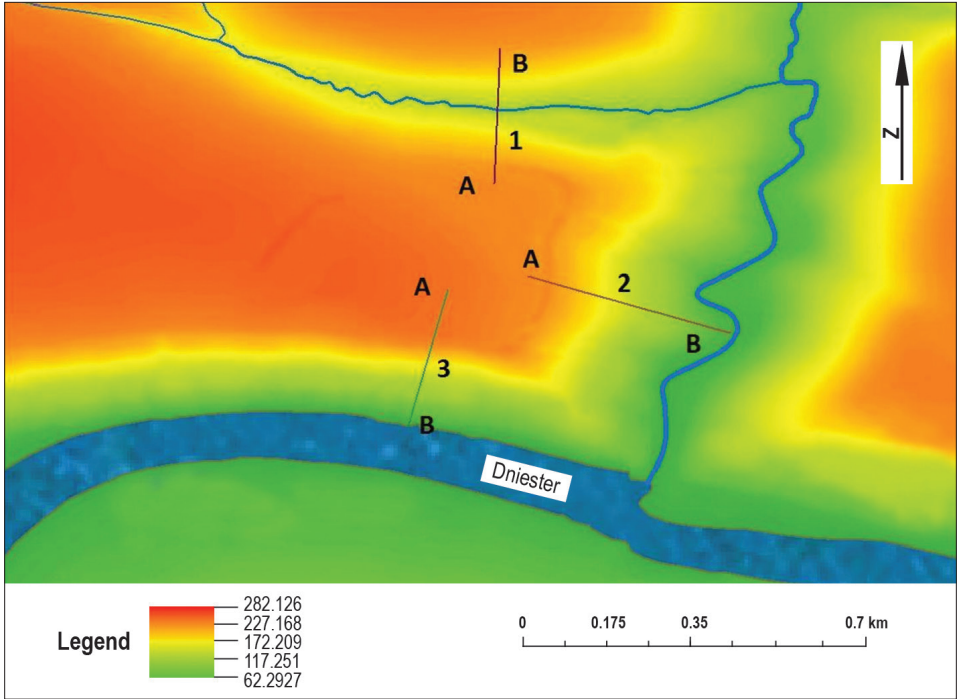 B
1
A
N
A
2
A
B
3
B
Dniester
Legend
282.126
227.168
172.209
117.251
62.2927
0 0.175 0.35 0.7 km